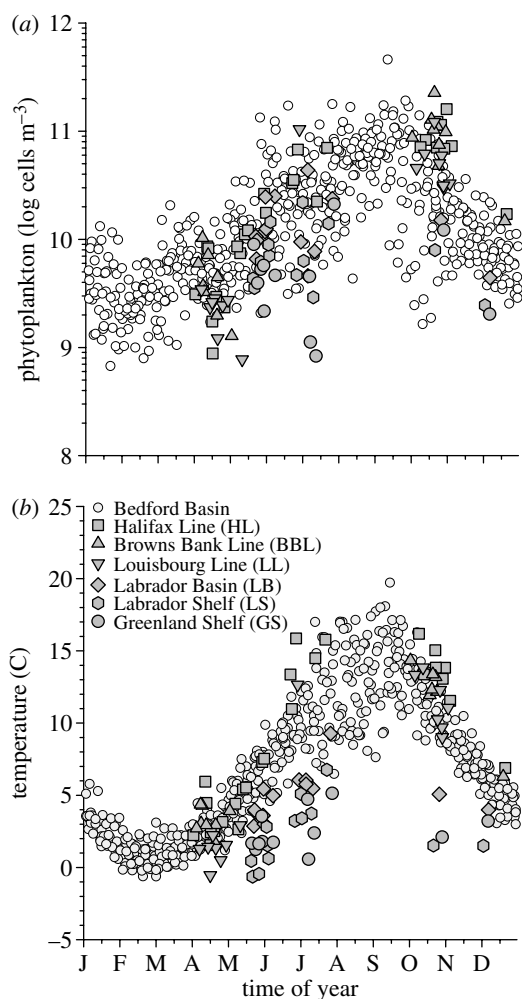 (a)
12
11
10
9
8
phytoplankton (log cells m⁻³)
(b)
25
20
15
10
5
0
–5
temperature (C)
Bedford Basin
Halifax Line (HL)
Browns Bank Line (BBL)
Louisbourg Line (LL)
Labrador Basin (LB)
Labrador Shelf (LS)
Greenland Shelf (GS)
J F M A M J J A S O N D
time of year